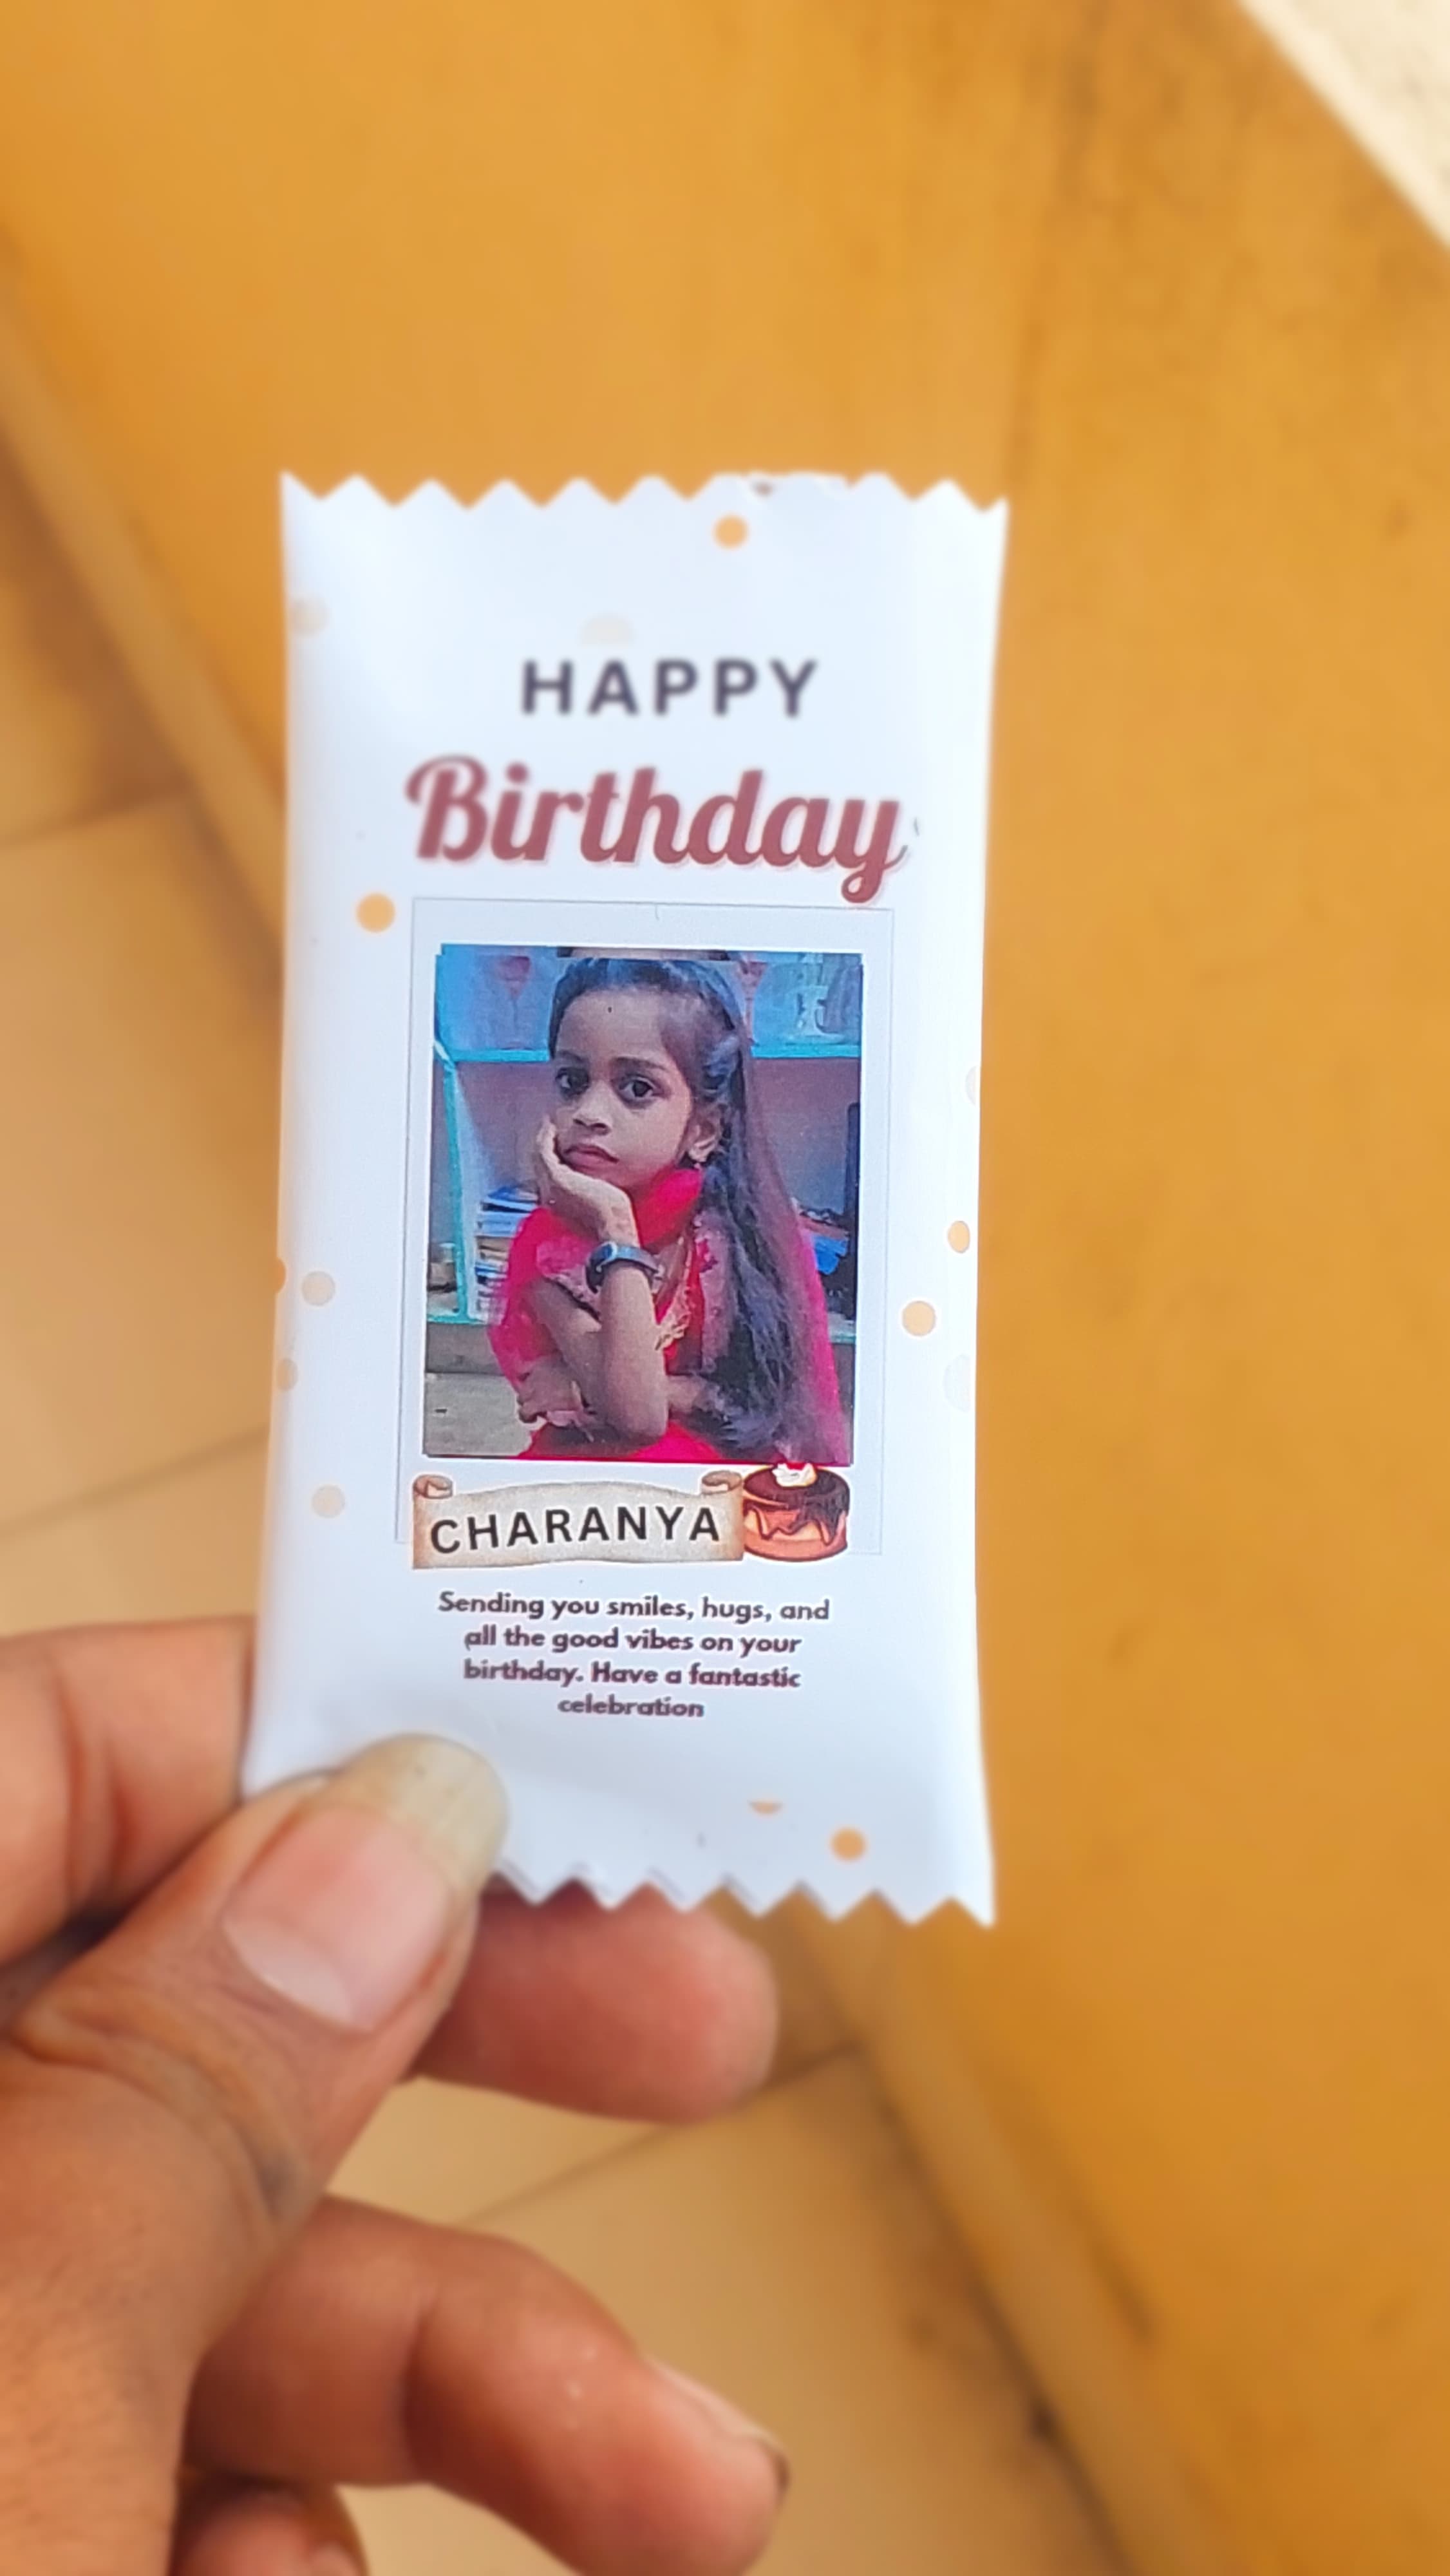 HAPPY
Birthday
CHARANYA
Sending you smiles, hugs, and
all the good vibes on your
birthday. Have a fantastic
celebration